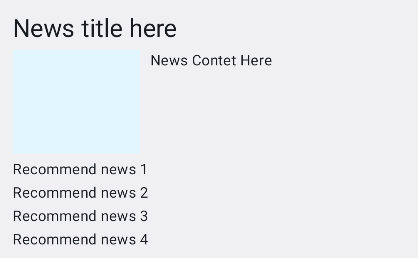 News title here
News Contet Here
Recommend news 1
Recommend news 2
Recommend news 3
Recommend news 4